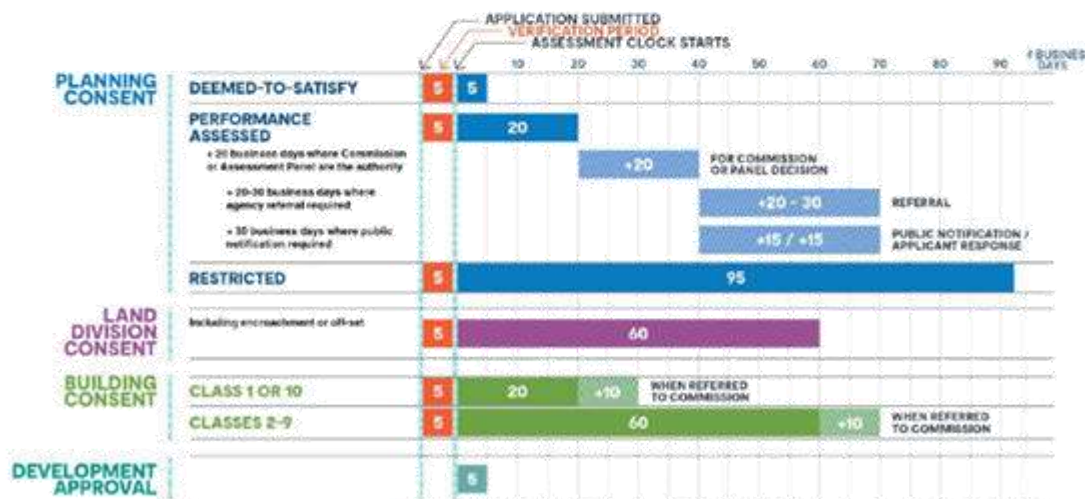 APPLICATION SUBMITTED
VERIFICATION PERIOD
ASSESSMENT CLOCK STARTS
10 20 30 40 50 60 70 80 90 # BUSINES
DAYS
PLANNING
CONSENT
DEEMED-TO-SATISFY 5 5
PERFORMANCE
ASSESSED 5 20
+ 20 business days where Commission
or Assessment Panel are the authority
+20 FOR COMMISSION
OR PANEL DECISION
+ 20-30 business days where
agency referral required
+20 - 30 REFERRAL
+ 30 business days where public
notification required
+15 / +15 PUBLIC NOTIFICATION /
APPLICANT RESPONSE
RESTRICTED 5 95
LAND
DIVISION
CONSENT
Including encroachment or off-set
5 60
BUILDING
CONSENT
CLASS 1 OR 10 5 20 +10 WHEN REFERRED
TO COMMISSION
CLASSES 2-9 5 60 +10 WHEN REFERRED
TO COMMISSION
DEVELOPMENT
APPROVAL
5